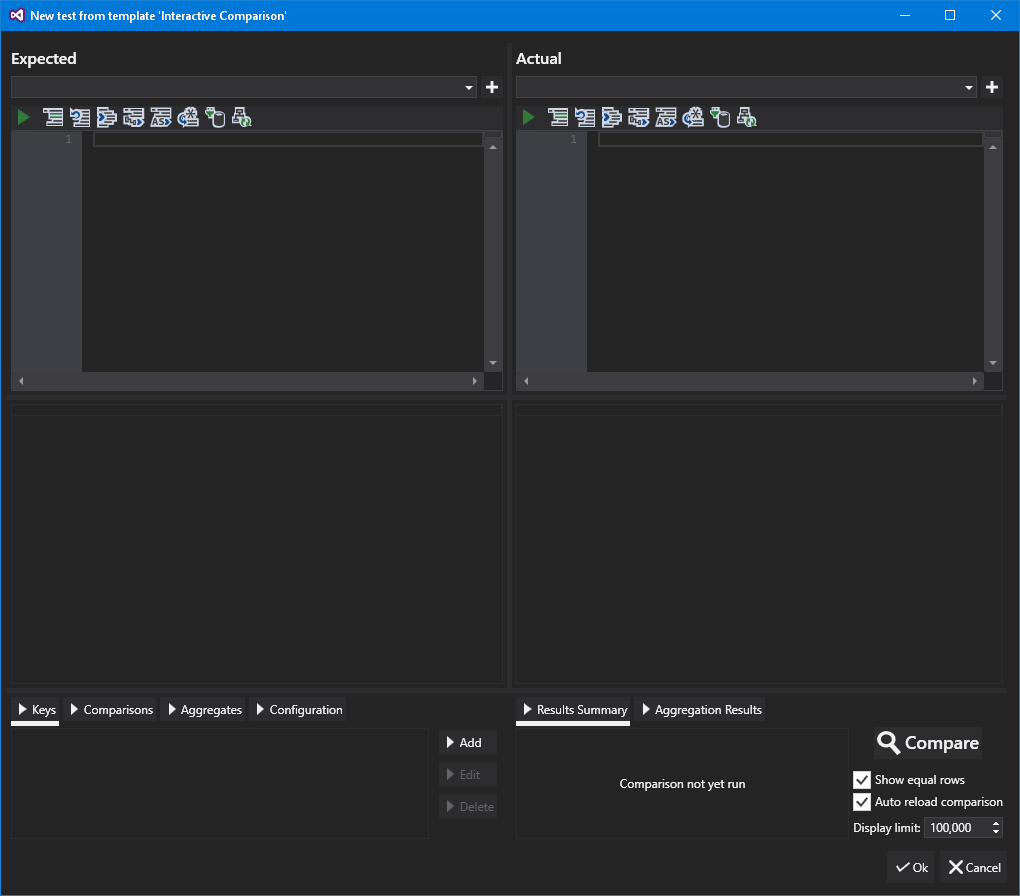 New test from template 'Interactive Comparison'
Expected
Actual
1
1
Keys
Comparisons
Aggregates
Configuration
Results Summary
Aggregation Results
Add
Edit
Delete
Comparison not yet run
Compare
Show equal rows
Auto reload comparison
Display limit: 100,000
Ok
Cancel